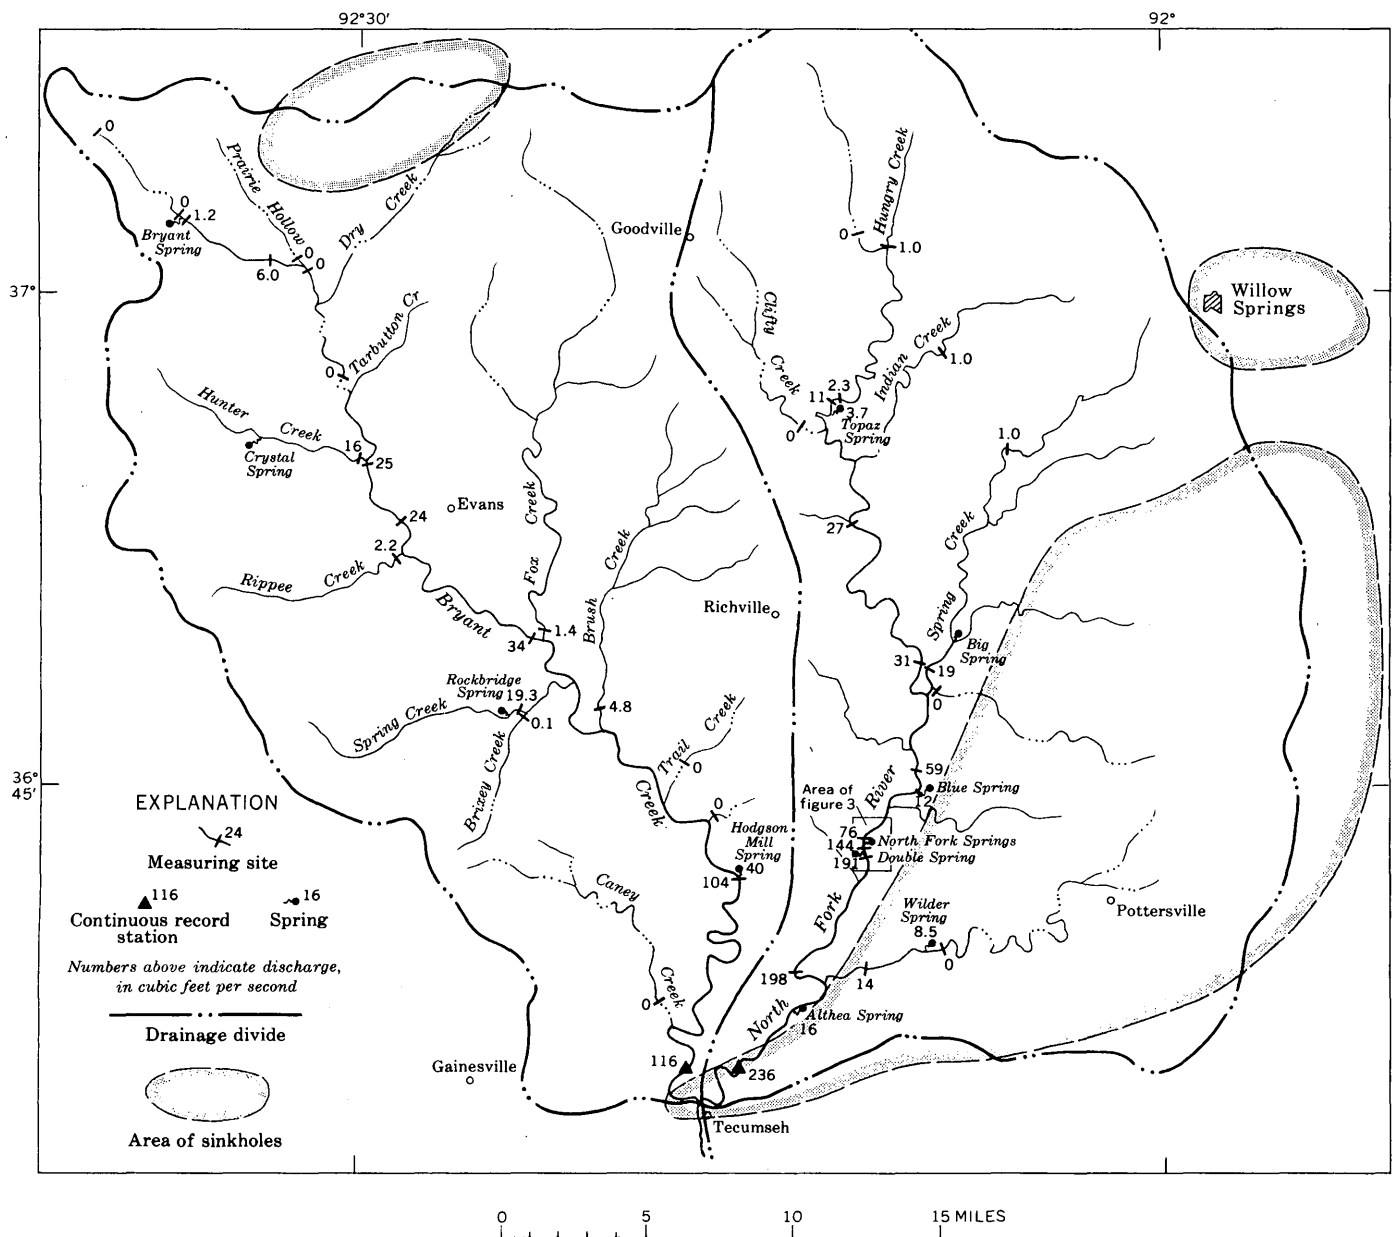 92°30'
92°
0
Prairie
Hollow
Dry
Creek
0
1.2
Bryant
Spring
6.0
0
0
Goodville
0
Hungry Creek
1.0
37°
Willow
Springs
Tarbutton Cr
0
Clifty
Creek
Indian Creek
1.0
2.3
11
3.7
Topaz
Spring
0
Hunter
Creek
Crystal
Spring
16
25
1.0
Evans
24
2.2
Rippee
Creek
Fox
Creek
Brush
Creek
27
Spring
Creek
Bryant
34
1.4
Richville
Big
Spring
31
19
0
Rockbridge
Spring
19.3
0.1
Spring Creek
Brixey Creek
4.8
Trail
Creek
0
36°
45'
59
Blue Spring
2
River
Area of
figure 3
76
North Fork Springs
144
Double Spring
191
Creek
0
Hodgson
Mill
Spring
40
104
EXPLANATION
24
Measuring site
116
Continuous record
station
16
Spring
Numbers above indicate discharge,
in cubic feet per second
Drainage divide
Area of sinkholes
Caney
Creek
0
Fork
Wilder
Spring
8.5
0
Pottersville
198
14
North
Althea Spring
16
Gainesville
116
236
Tecumseh
0
5
10
15 MILES